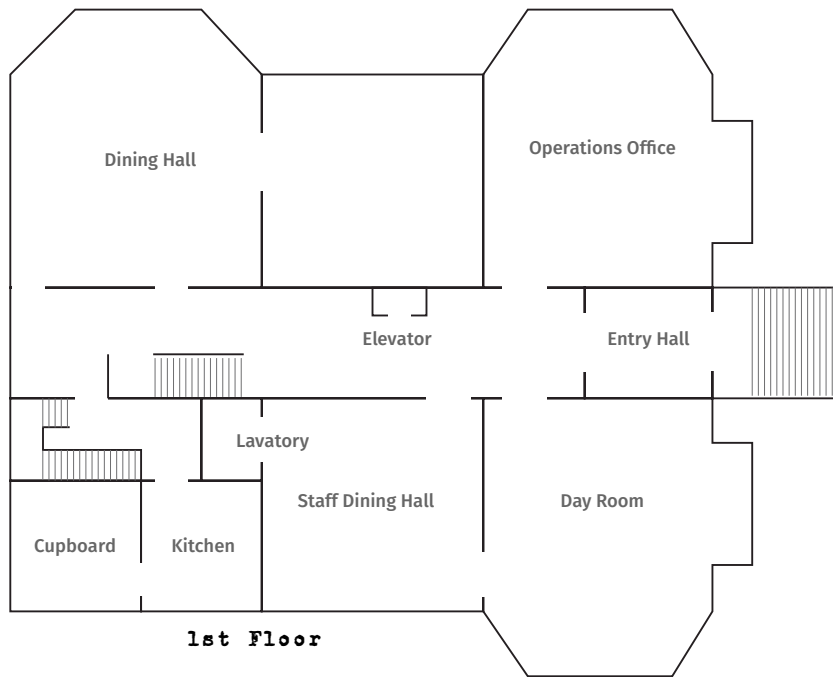 Operations Office
Dining Hall
Elevator
Entry Hall
Lavatory
Staff Dining Hall
Day Room
Cupboard
Kitchen
1st Floor